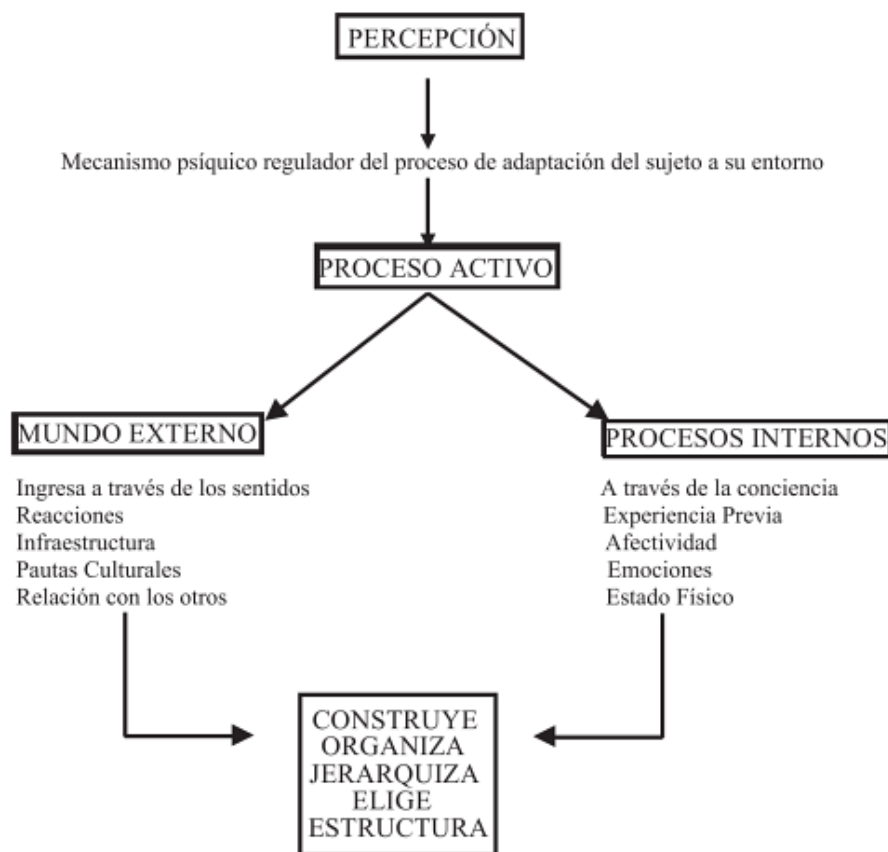 PERCEPCIÓN
Mecanismo psíquico regulador del proceso de adaptación del sujeto a su entorno
PROCESO ACTIVO
MUNDO EXTERNO
Ingresa a través de los sentidos
Reacciones
Infraestructura
Pautas Culturales
Relación con los otros
PROCESOS INTERNOS
A través de la conciencia
Experiencia Previa
Afectividad
Emociones
Estado Físico
CONSTRUYE
ORGANIZA
JERARQUIZA
ELIGE
ESTRUCTURA